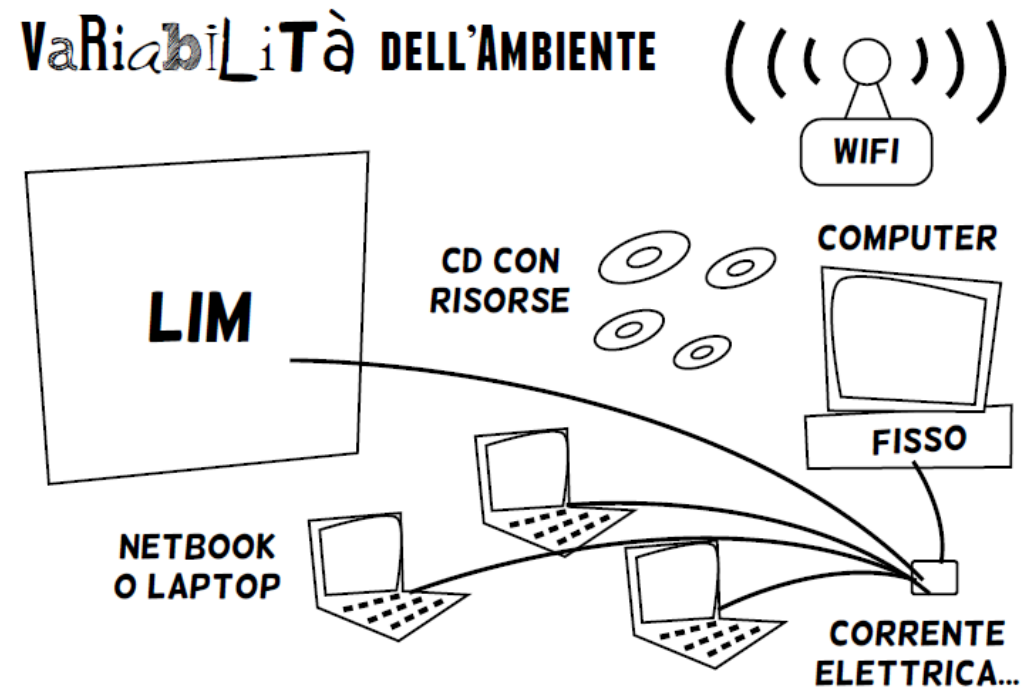 VaRiabiLiTà DELL'AMBIENTE
WIFI
COMPUTER
CD CON
RISORSE
LIM
FISSO
NETBOOK
O LAPTOP
CORRENTE
ELETTRICA...